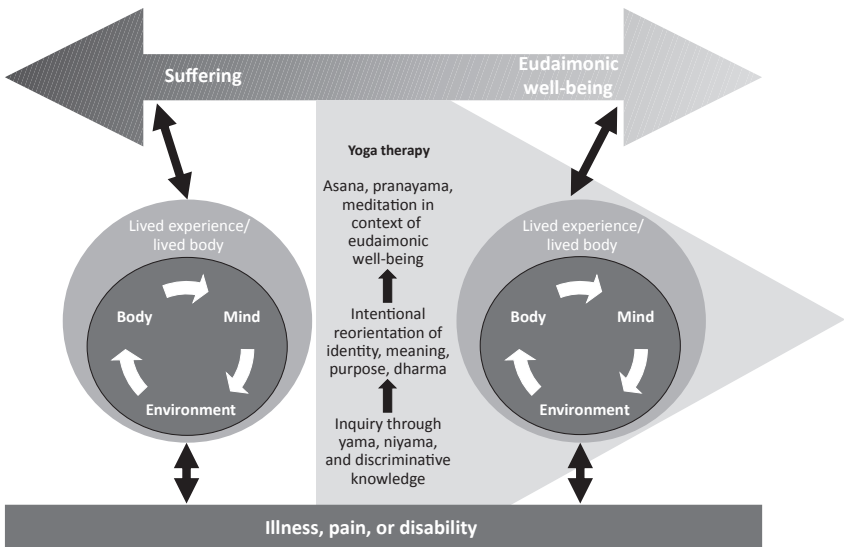 Suffering
Eudaimonic
well-being
Yoga therapy
Asana, pranayama,
meditation in
context of
eudaimonic
well-being
Intentional
reorientation of
identity, meaning,
purpose, dharma
Inquiry through
yama, niyama,
and discriminative
knowledge
Lived experience/
lived body
Body
Mind
Environment
Lived experience/
lived body
Body
Mind
Environment
Illness, pain, or disability